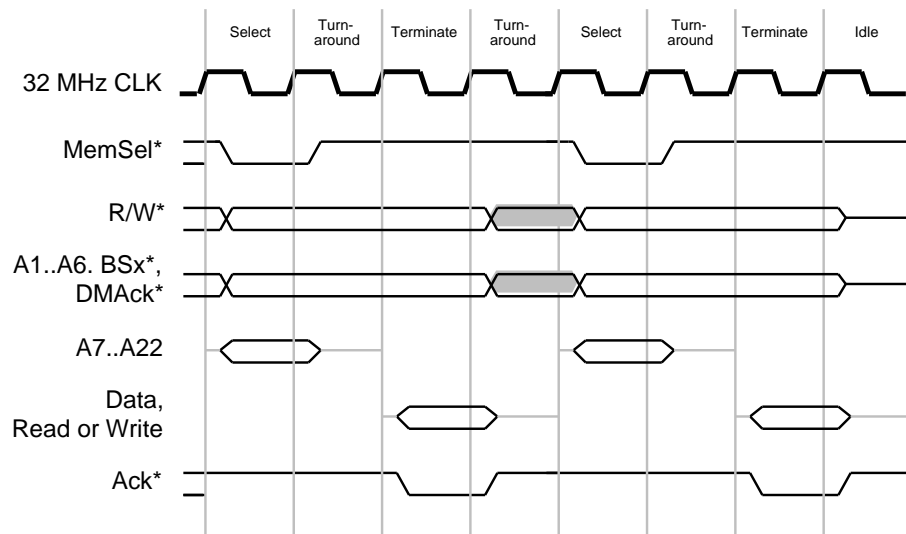 Select
Turn-
around
Terminate
Turn-
around
Select
Turn-
around
Terminate
Idle
32 MHz CLK
MemSel*
R/W*
A1..A6. BSx*,
DMAck*
A7..A22
Data,
Read or Write
Ack*